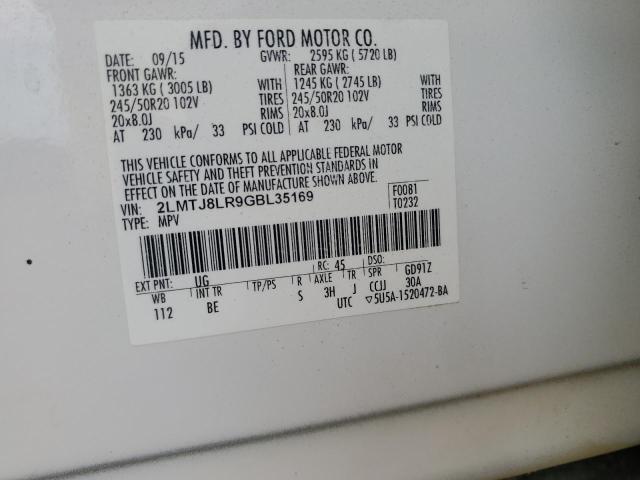 MFD. BY FORD MOTOR CO.
DATE: 09/15 GVWR: 2595 KG ( 5720 LB)
FRONT GAWR: REAR GAWR:
1363 KG ( 3005 LB) WITH 1245 KG ( 2745 LB) WITH
245/50R20 102V TIRES 245/50R20 102V TIRES
20x8.0J RIMS 20x8.0J RIMS
AT 230 kPa/ 33 PSI COLD AT 230 kPa/ 33 PSI COLD
THIS VEHICLE CONFORMS TO ALL APPLICABLE FEDERAL MOTOR
VEHICLE SAFETY AND THEFT PREVENTION STANDARDS IN
EFFECT ON THE DATE OF MANUFACTURE SHOWN ABOVE.
VIN: 2LMTJ8LR9GBL35169 F00B1
TYPE: MPV T0232
EXT PNT: UG RC: 45 DSO:
WB INT TR TP/PS R AXLE TR SPR GD91Z
112 BE S 3H J CCJJ 30A
UTC ▽5U5A-1520472-BA